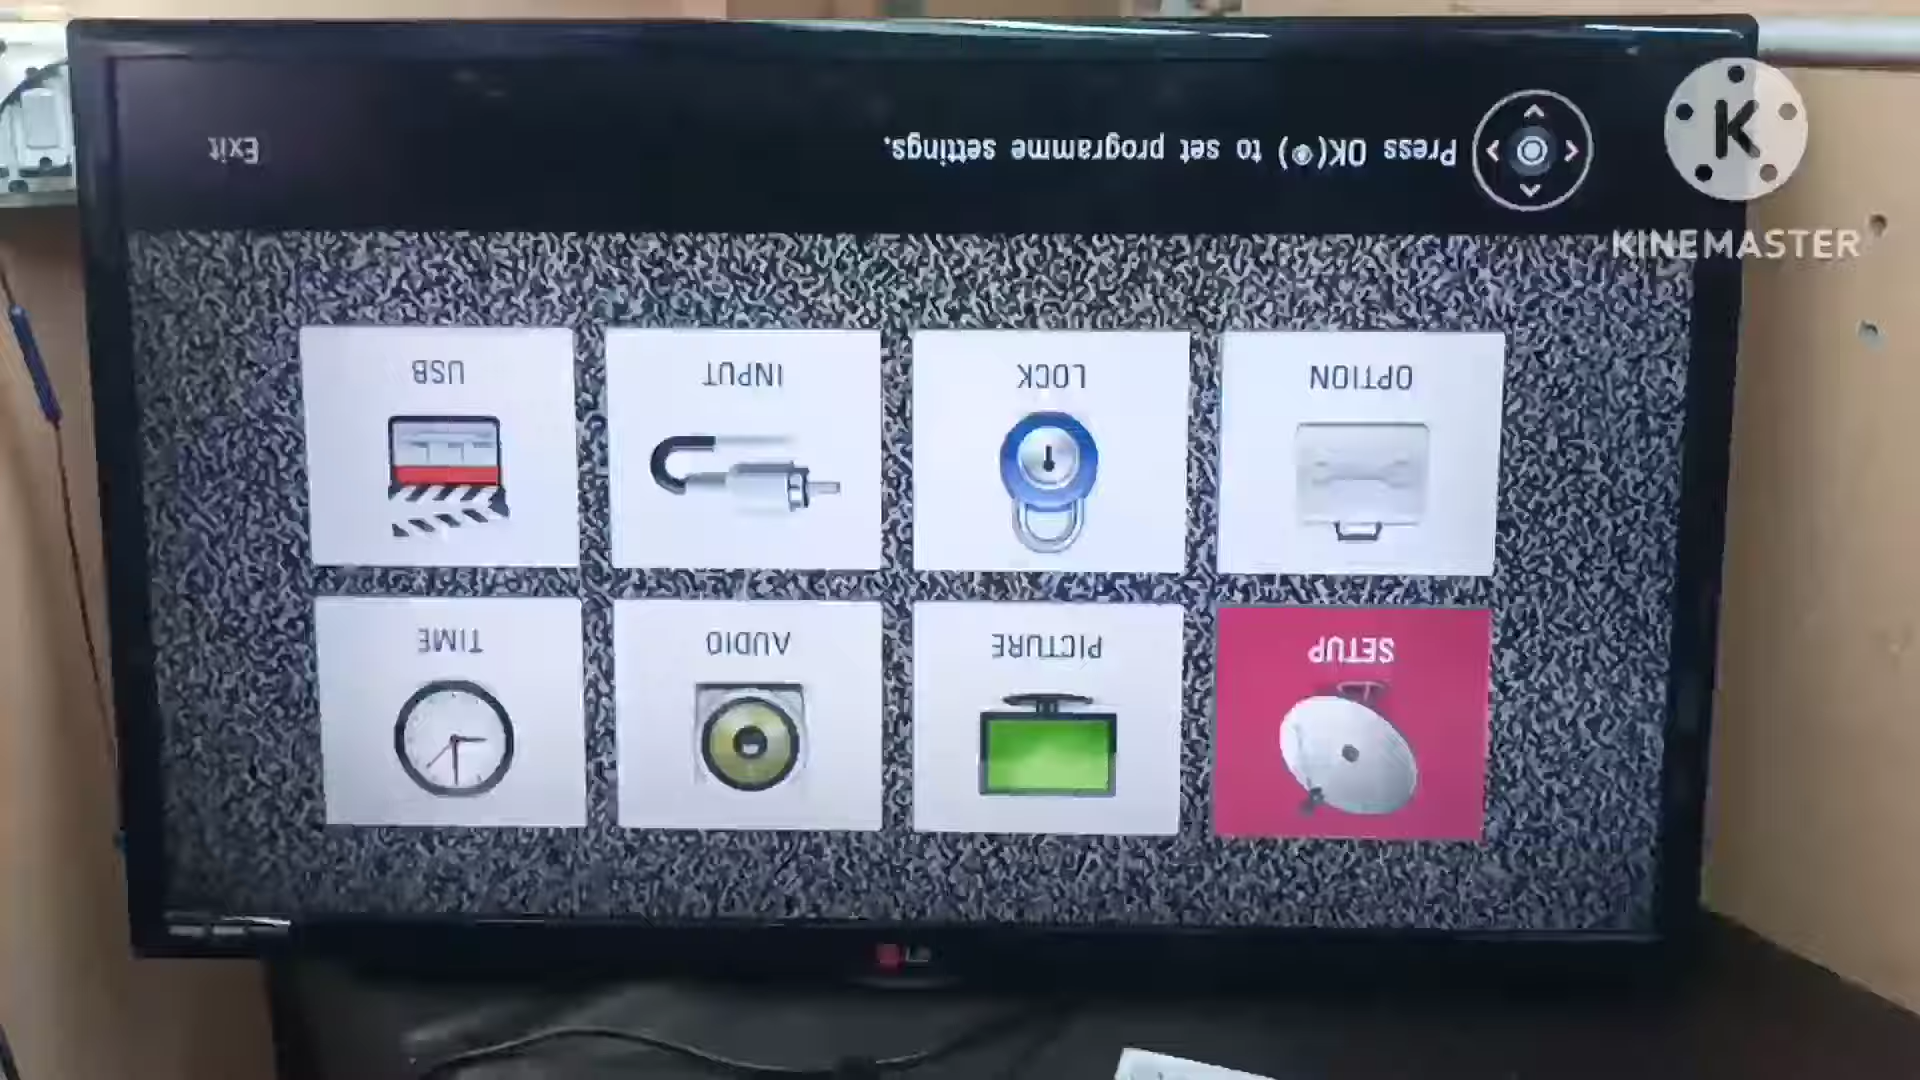 SETUP
PICTURE
AUDIO
TIME
OPTION
LOCK
INPUT
USB
Press OK(◉) to set programme settings.
Exit
LG
K
KINEMASTER